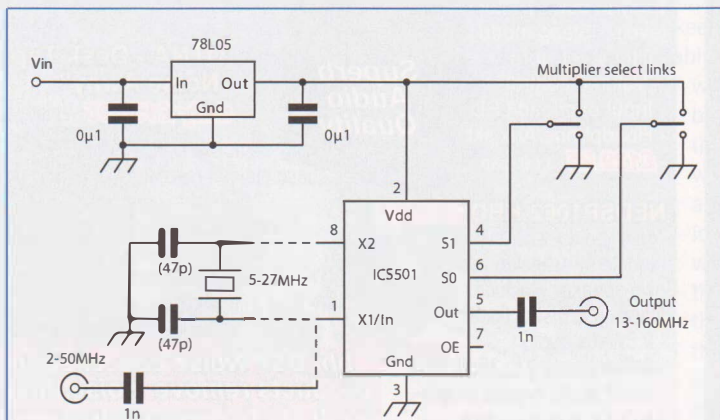 78L05
Vin
In
Out
Gnd
0µ1
0µ1
Multiplier select links
2
Vdd
8
X2
S1
4
(47p)
5-27MHz
ICS501
S0
6
1
X1/In
Out
5
Output
13-160MHz
(47p)
1n
OE
7
2-50MHz
Gnd
3
1n